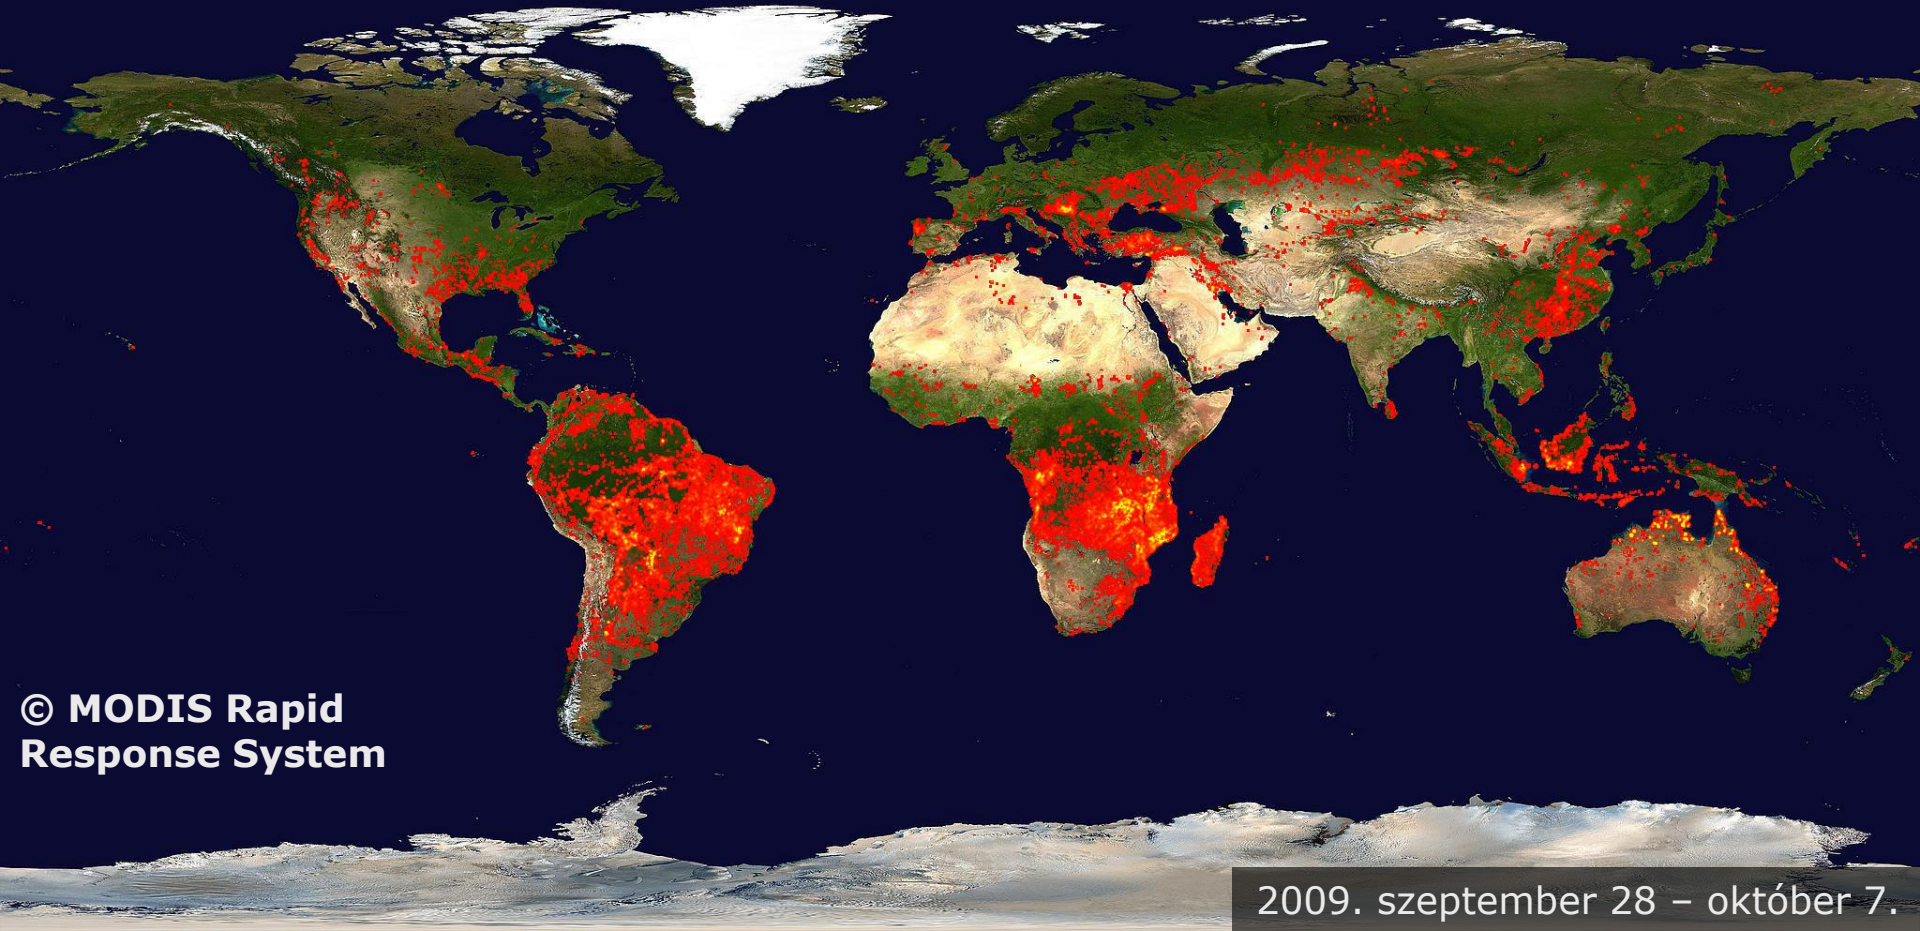 © MODIS Rapid
Response System
2009. szeptember 28 – október 7.